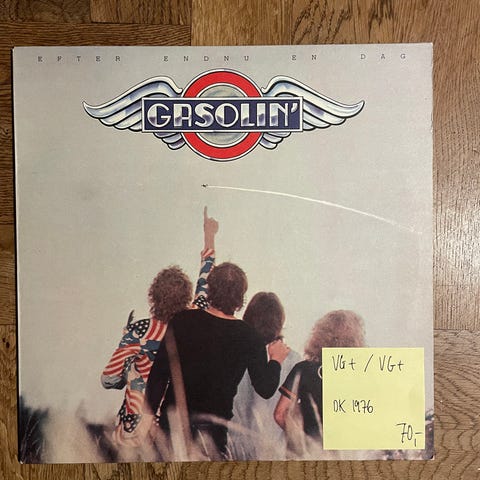 EFTER ENDNU EN DAG
GASOLIN'
VG+ / VG+
DK 1976
70,-